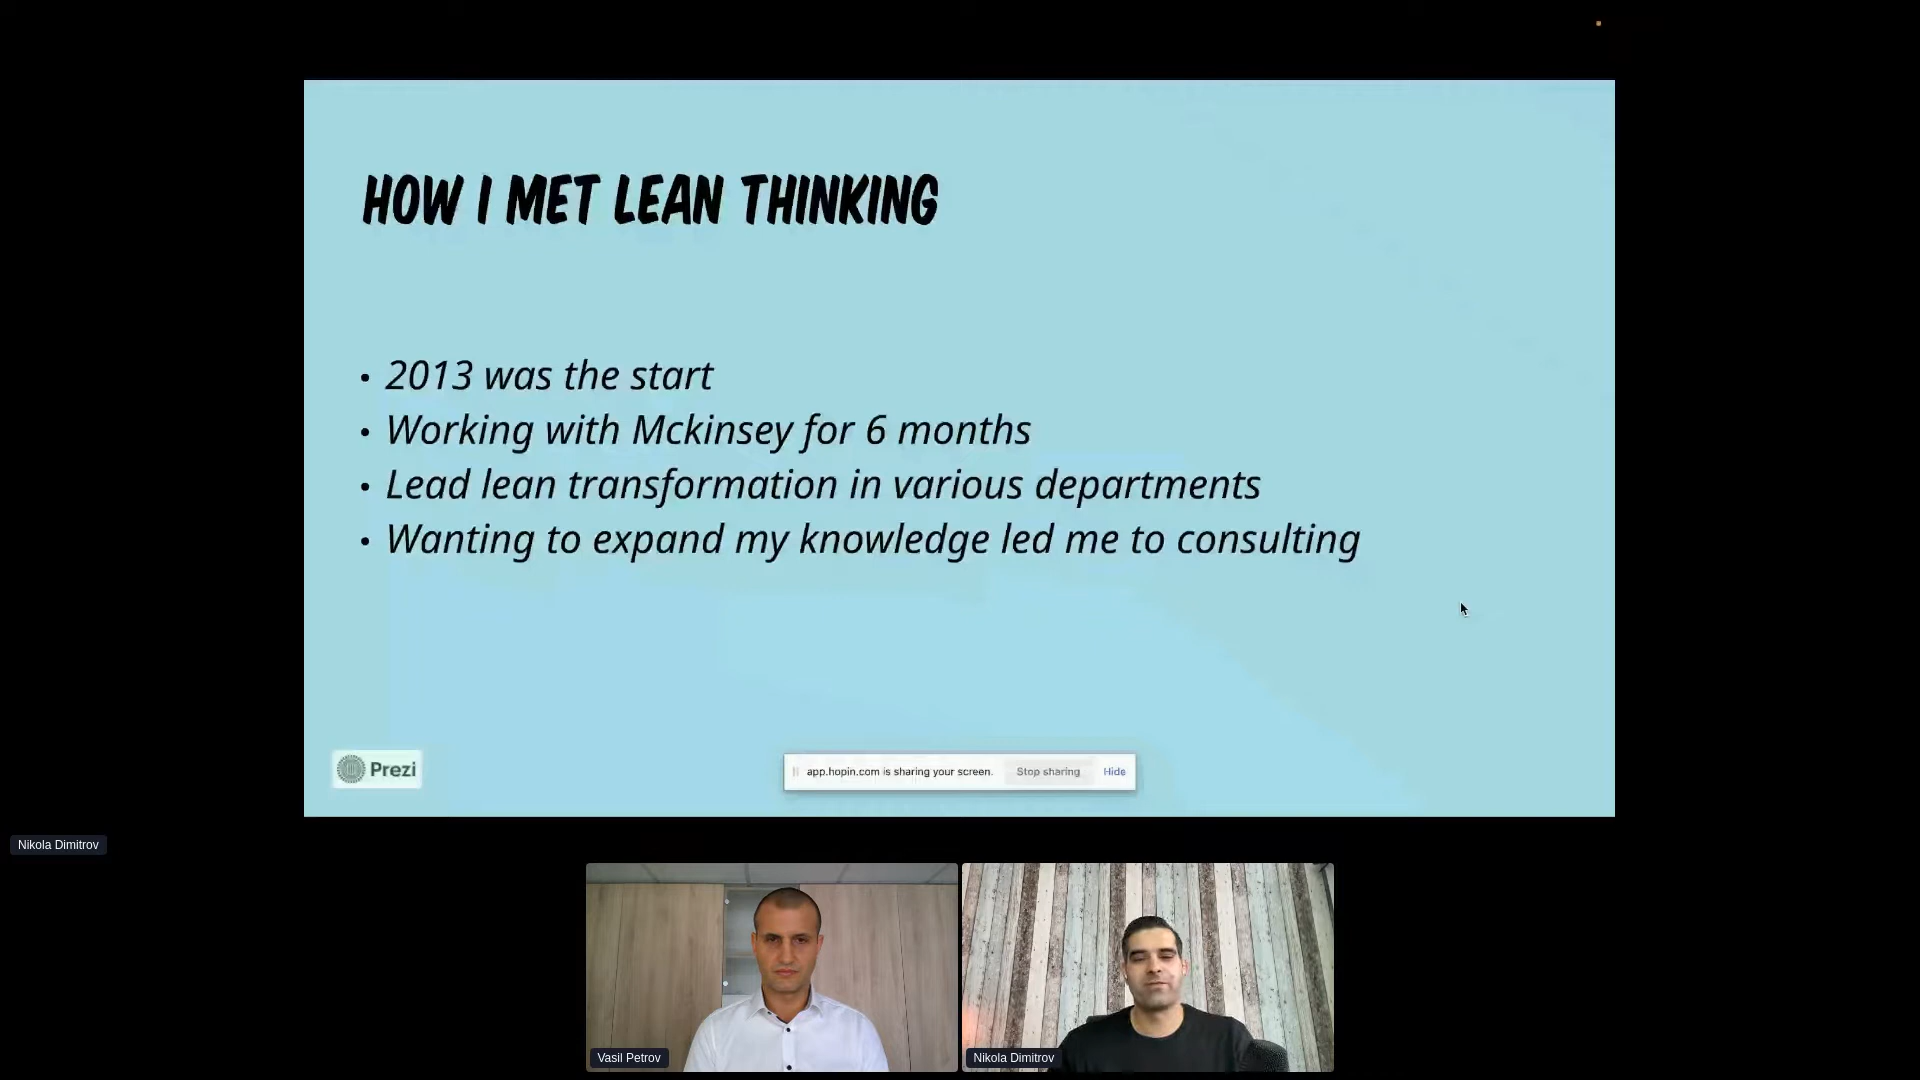 HOW I MET LEAN THINKING
• 2013 was the start
• Working with Mckinsey for 6 months
• Lead lean transformation in various departments
• Wanting to expand my knowledge led me to consulting
Prezi
app.hopin.com is sharing your screen. Stop sharing Hide
Nikola Dimitrov
Vasil Petrov
Nikola Dimitrov